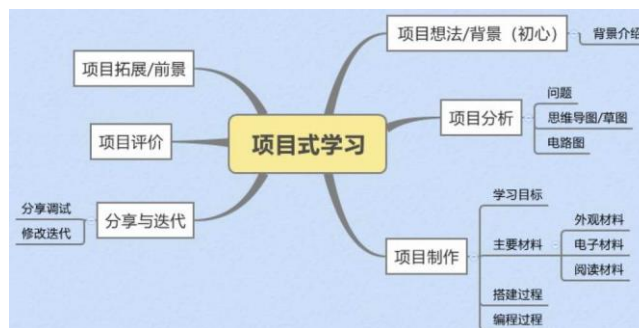 项目式学习
项目想法/背景（初心）
背景介绍
项目分析
问题
思维导图/草图
电路图
项目制作
学习目标
主要材料
外观材料
电子材料
阅读材料
搭建过程
编程过程
分享与迭代
分享调试
修改迭代
项目评价
项目拓展/前景